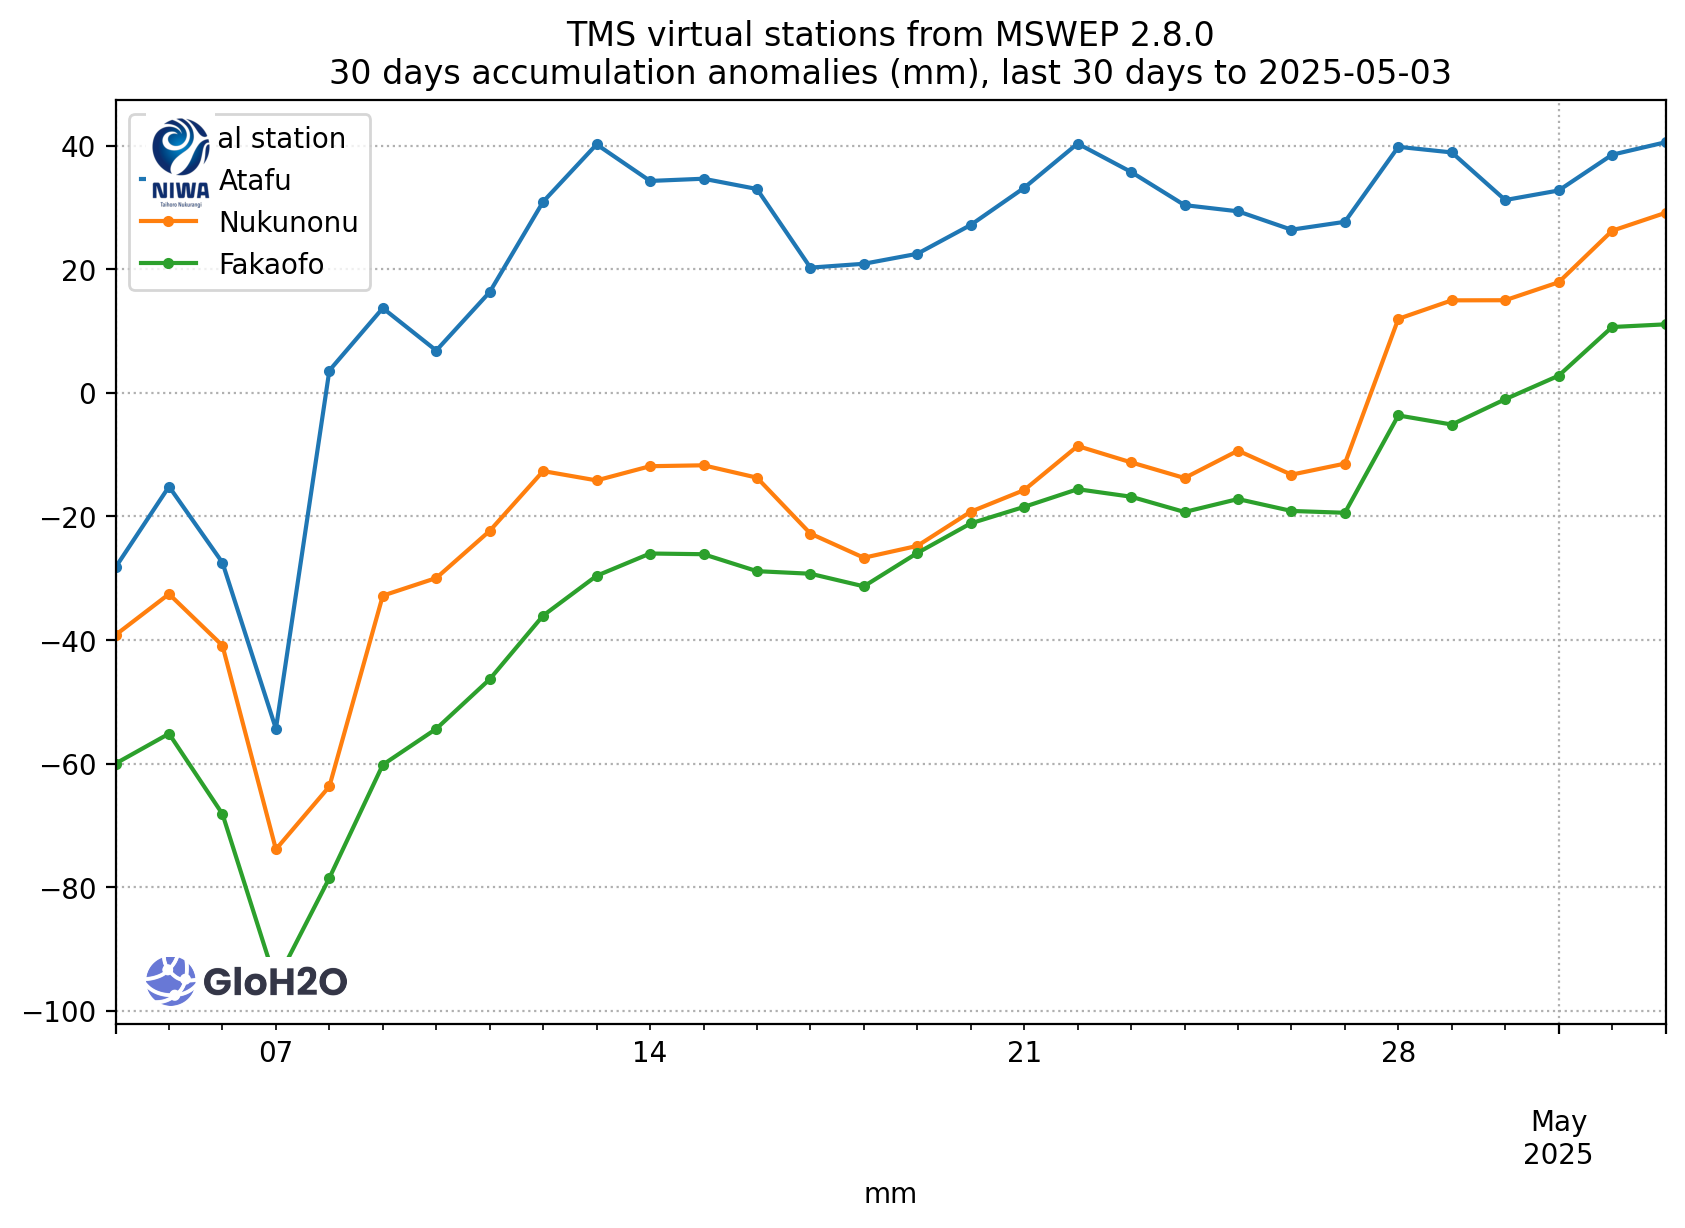 TMS virtual stations from MSWEP 2.8.0
30 days accumulation anomalies (mm), last 30 days to 2025-05-03
al station
Atafu
Nukunonu
Fakaofo
NIWA
Taihoro Nukurangi
40
20
0
−20
−40
−60
−80
−100
GloH2O
07
14
21
28
May
2025
mm